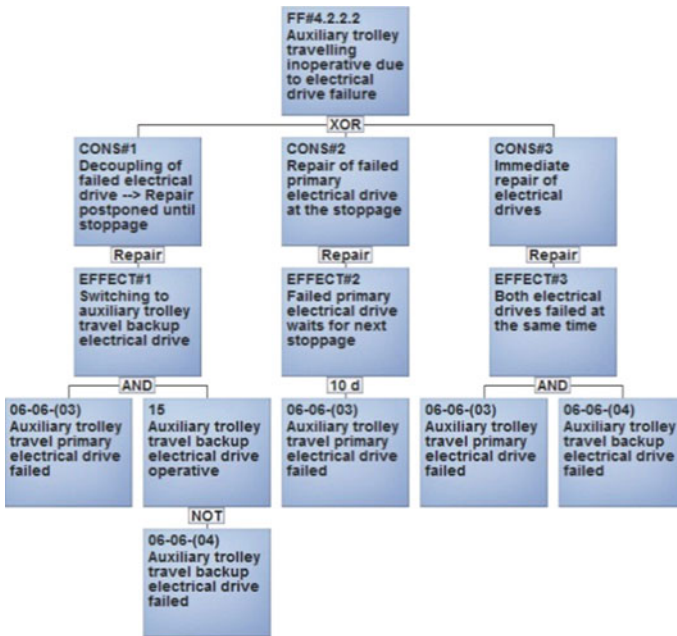 FF#4.2.2.2
Auxiliary trolley
travelling
inoperative due
to electrical
drive failure
XOR
CONS#1
Decoupling of
failed electrical
drive --> Repair
postponed until
stoppage
CONS#2
Repair of failed
primary
electrical drive
at the stoppage
CONS#3
Immediate
repair of
electrical
drives
Repair
Repair
Repair
EFFECT#1
Switching to
auxiliary trolley
travel backup
electrical drive
EFFECT#2
Failed primary
electrical drive
waits for next
stoppage
EFFECT#3
Both electrical
drives failed at
the same time
AND
10 d
AND
06-06-(03)
Auxiliary trolley
travel primary
electrical drive
failed
15
Auxiliary trolley
travel backup
electrical drive
operative
06-06-(03)
Auxiliary trolley
travel primary
electrical drive
failed
06-06-(03)
Auxiliary trolley
travel primary
electrical drive
failed
06-06-(04)
Auxiliary trolley
travel backup
electrical drive
failed
NOT
06-06-(04)
Auxiliary trolley
travel backup
electrical drive
failed